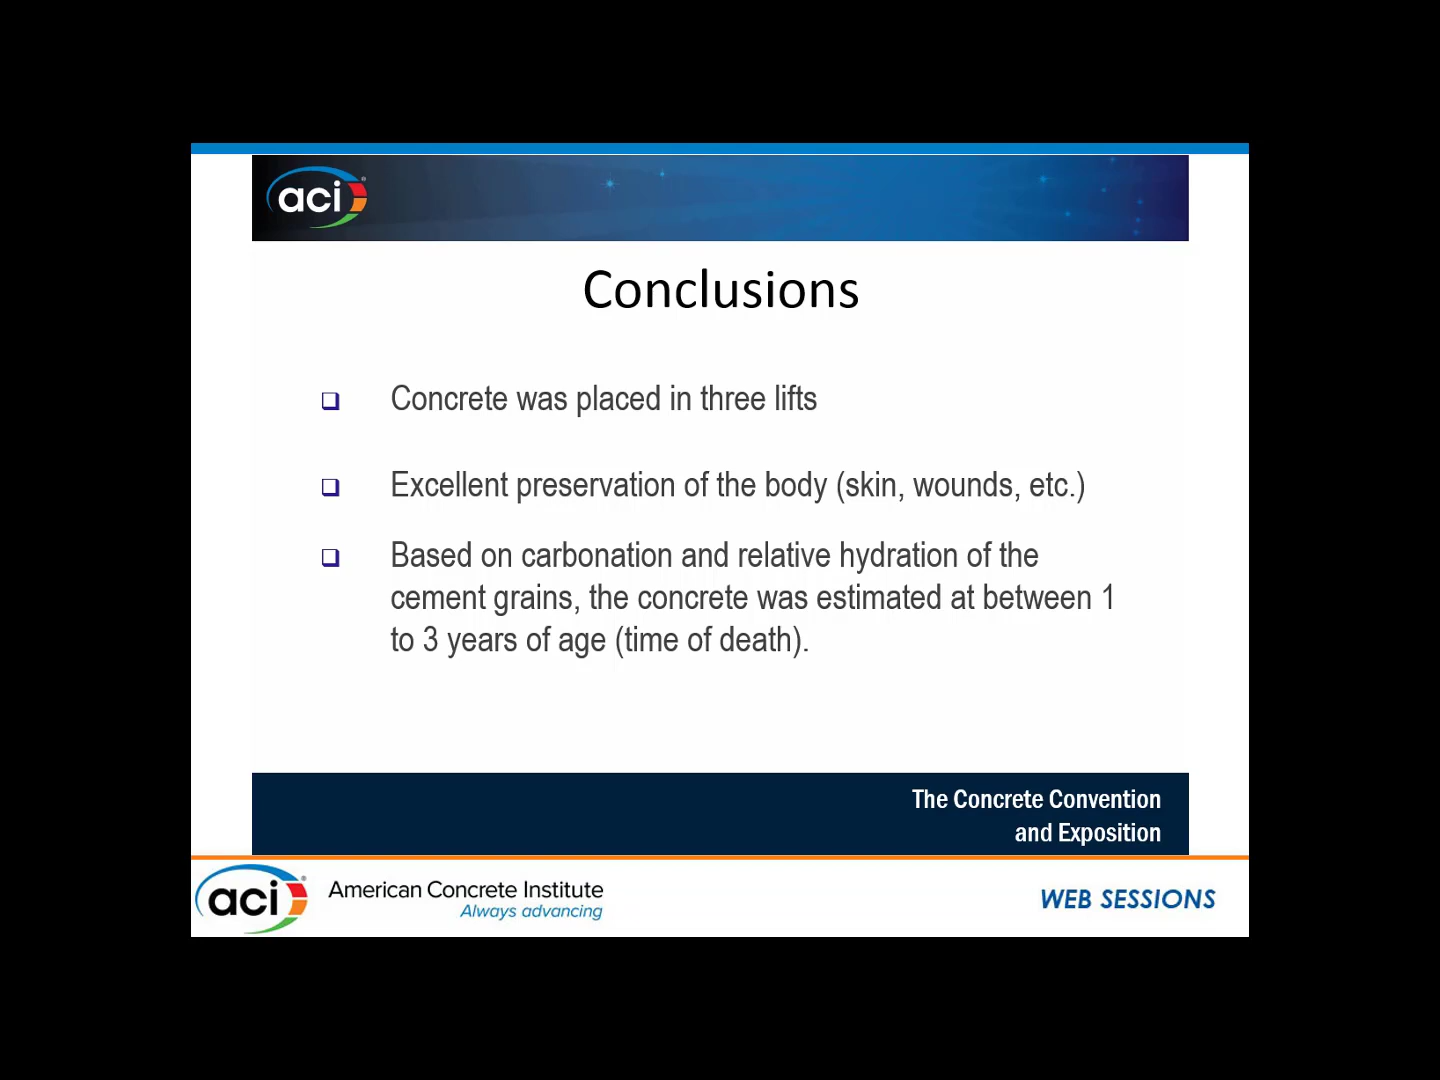 aci
Conclusions
❑ Concrete was placed in three lifts
❑ Excellent preservation of the body (skin, wounds, etc.)
❑ Based on carbonation and relative hydration of the
cement grains, the concrete was estimated at between 1
to 3 years of age (time of death).
The Concrete Convention
and Exposition
aci
American Concrete Institute
Always advancing
WEB SESSIONS